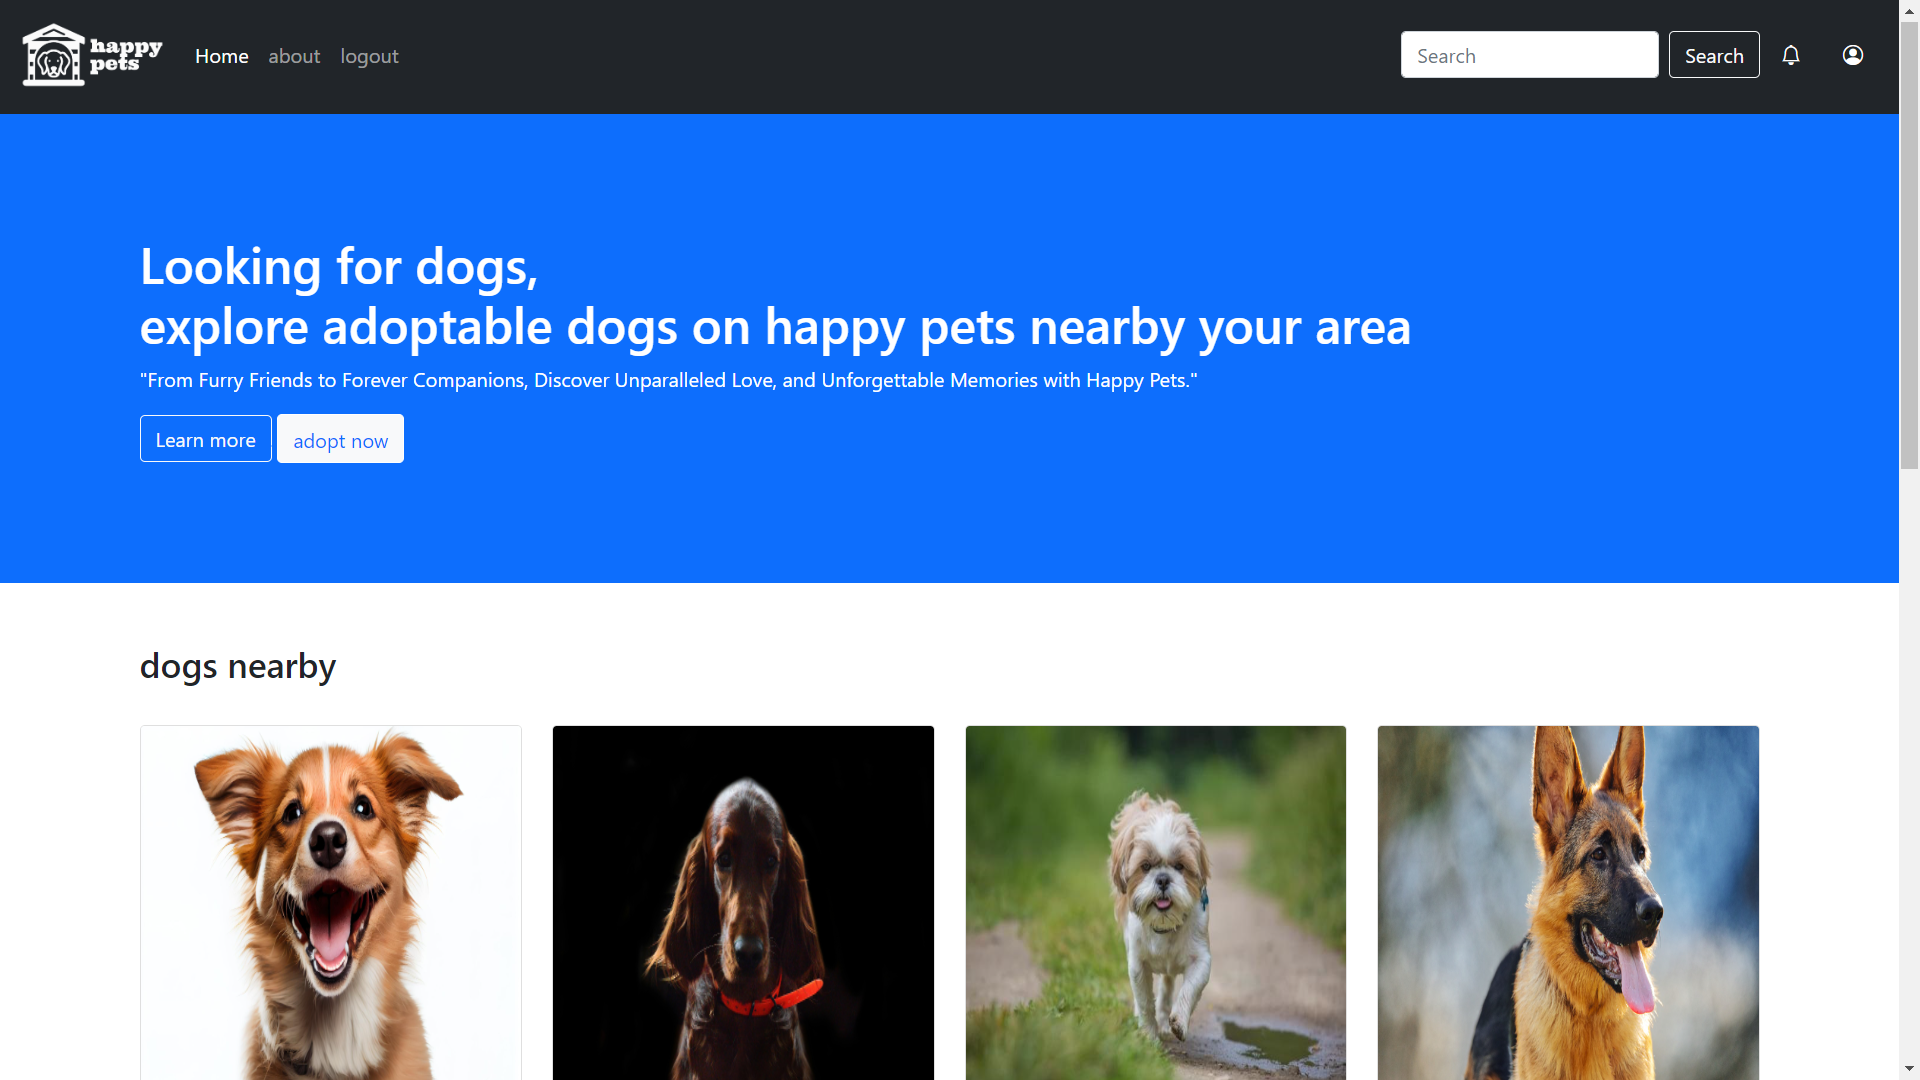 happy
pets
Home about logout
Search
Search
Looking for dogs,
explore adoptable dogs on happy pets nearby your area
"From Furry Friends to Forever Companions, Discover Unparalleled Love, and Unforgettable Memories with Happy Pets."
Learn more
adopt now
dogs nearby